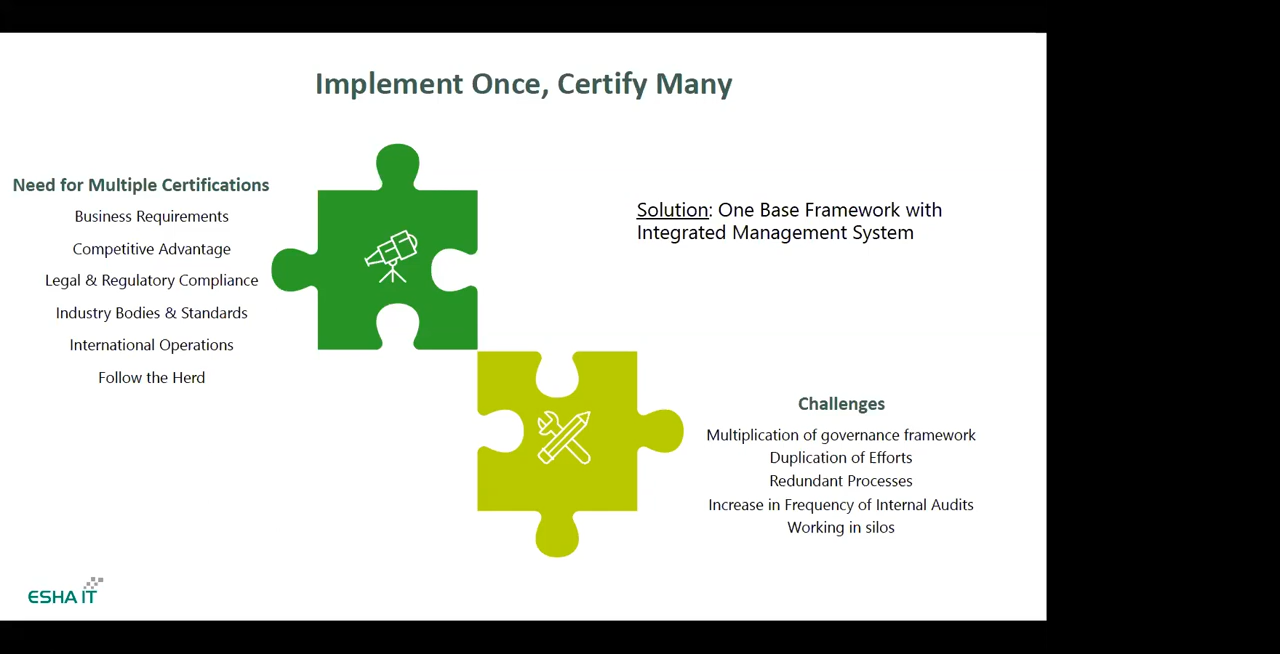 Implement Once, Certify Many
Need for Multiple Certifications
Business Requirements
Competitive Advantage
Legal & Regulatory Compliance
Industry Bodies & Standards
International Operations
Follow the Herd
Solution: One Base Framework with
Integrated Management System
Challenges
Multiplication of governance framework
Duplication of Efforts
Redundant Processes
Increase in Frequency of Internal Audits
Working in silos
ESHA IT